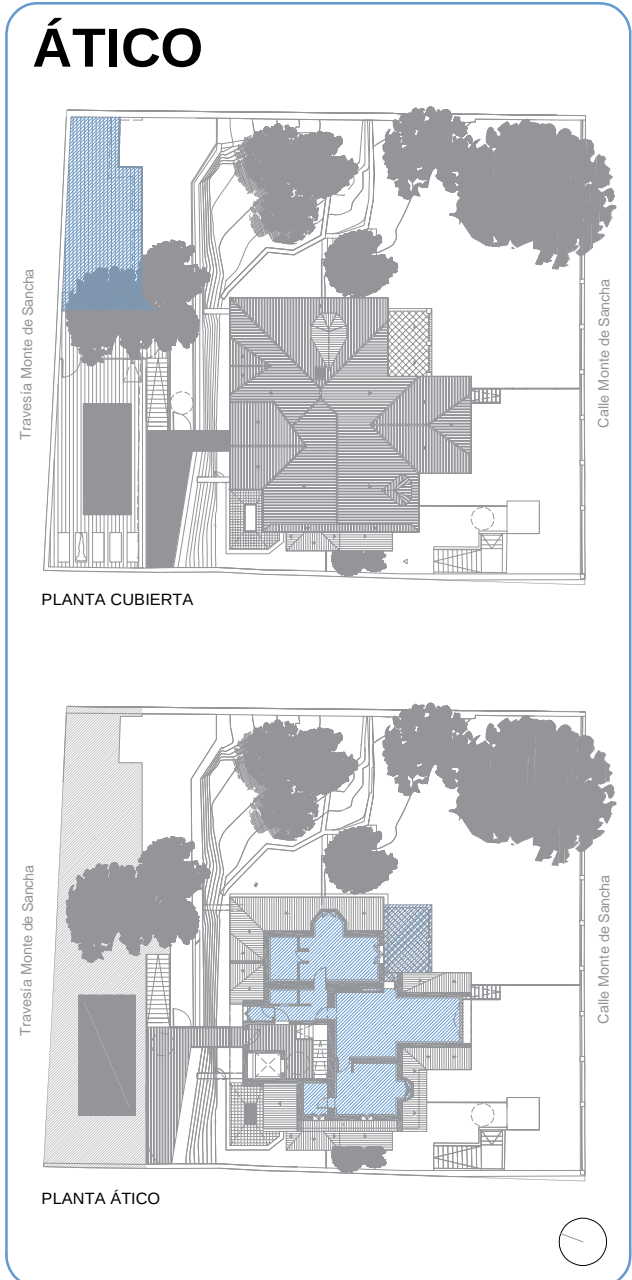 ÁTICO
Travesía Monte de Sancha
Calle Monte de Sancha
PLANTA CUBIERTA
Travesía Monte de Sancha
Calle Monte de Sancha
PLANTA ÁTICO